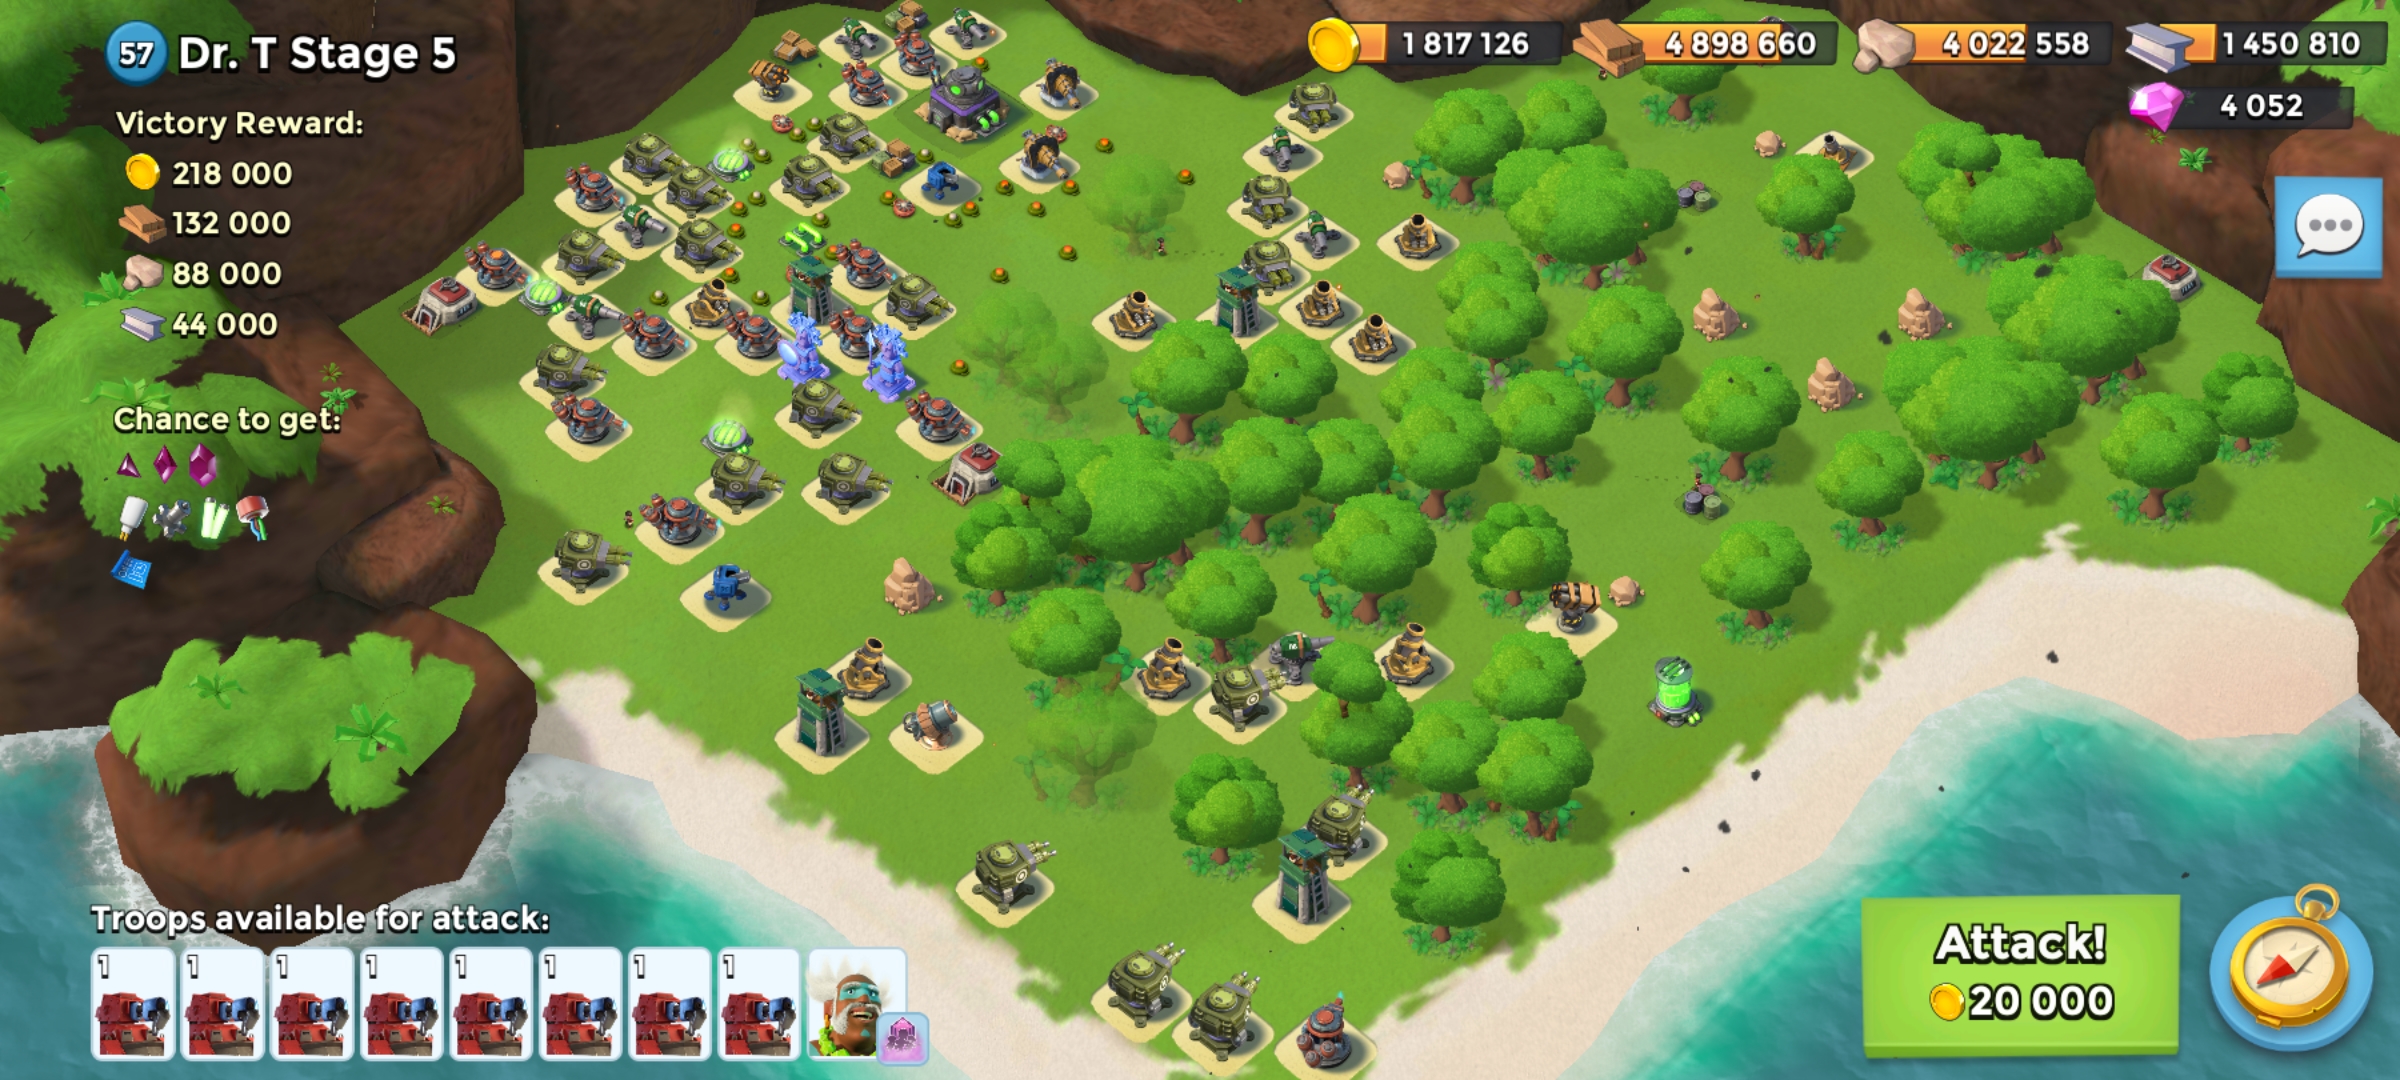 57 Dr. T Stage 5
Victory Reward:
218 000
132 000
88 000
44 000
Chance to get:
1 817 126
4 898 660
4 022 558
1 450 810
4 052
Troops available for attack:
1 1 1 1 1 1 1 1
Attack!
20 000